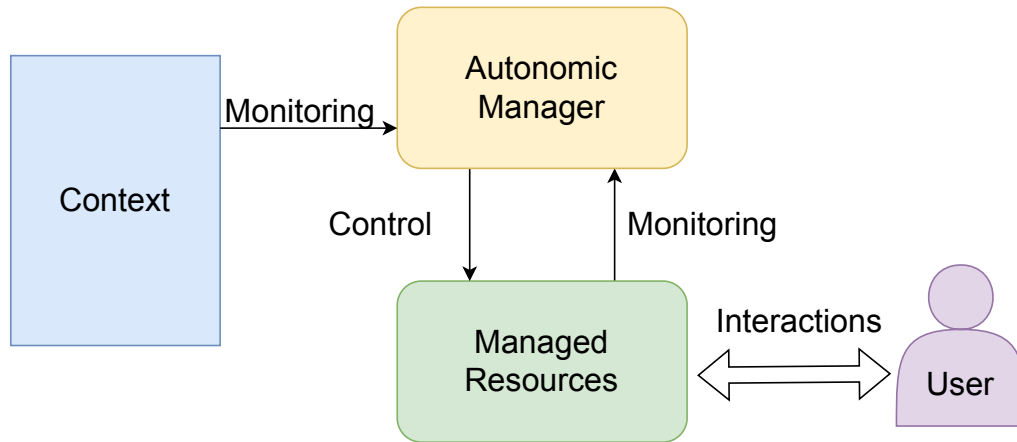 Autonomic
Manager
Monitoring
Context
Control
Monitoring
Managed
Resources
Interactions
User